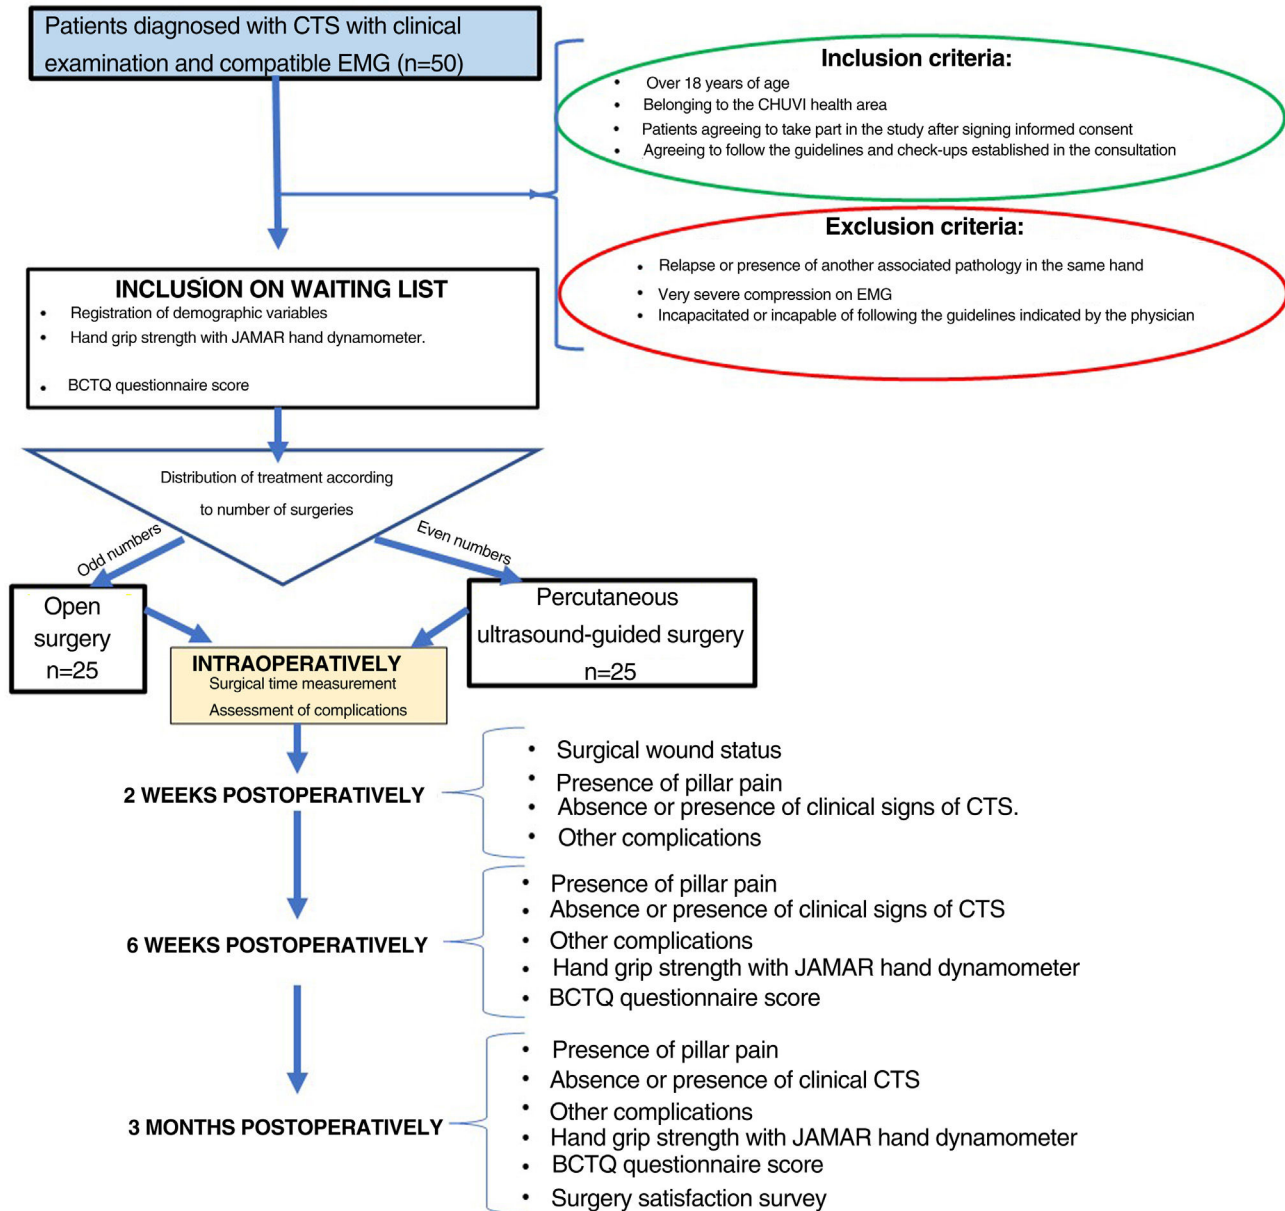 Patients diagnosed with CTS with clinical
examination and compatible EMG (n=50)
Inclusion criteria:
• Over 18 years of age
• Belonging to the CHUVI health area
• Patients agreeing to take part in the study after signing informed consent
• Agreeing to follow the guidelines and check-ups established in the consultation
Exclusion criteria:
• Relapse or presence of another associated pathology in the same hand
• Very severe compression on EMG
• Incapacitated or incapable of following the guidelines indicated by the physician
INCLUSION ON WAITING LIST
• Registration of demographic variables
• Hand grip strength with JAMAR hand dynamometer.
• BCTQ questionnaire score
Distribution of treatment according
to number of surgeries
Odd numbers
Even numbers
Open
surgery
n=25
Percutaneous
ultrasound-guided surgery
n=25
INTRAOPERATIVELY
Surgical time measurement
Assessment of complications
2 WEEKS POSTOPERATIVELY
• Surgical wound status
• Presence of pillar pain
• Absence or presence of clinical signs of CTS.
• Other complications
6 WEEKS POSTOPERATIVELY
• Presence of pillar pain
• Absence or presence of clinical signs of CTS
• Other complications
• Hand grip strength with JAMAR hand dynamometer
• BCTQ questionnaire score
3 MONTHS POSTOPERATIVELY
• Presence of pillar pain
• Absence or presence of clinical CTS
• Other complications
• Hand grip strength with JAMAR hand dynamometer
• BCTQ questionnaire score
• Surgery satisfaction survey